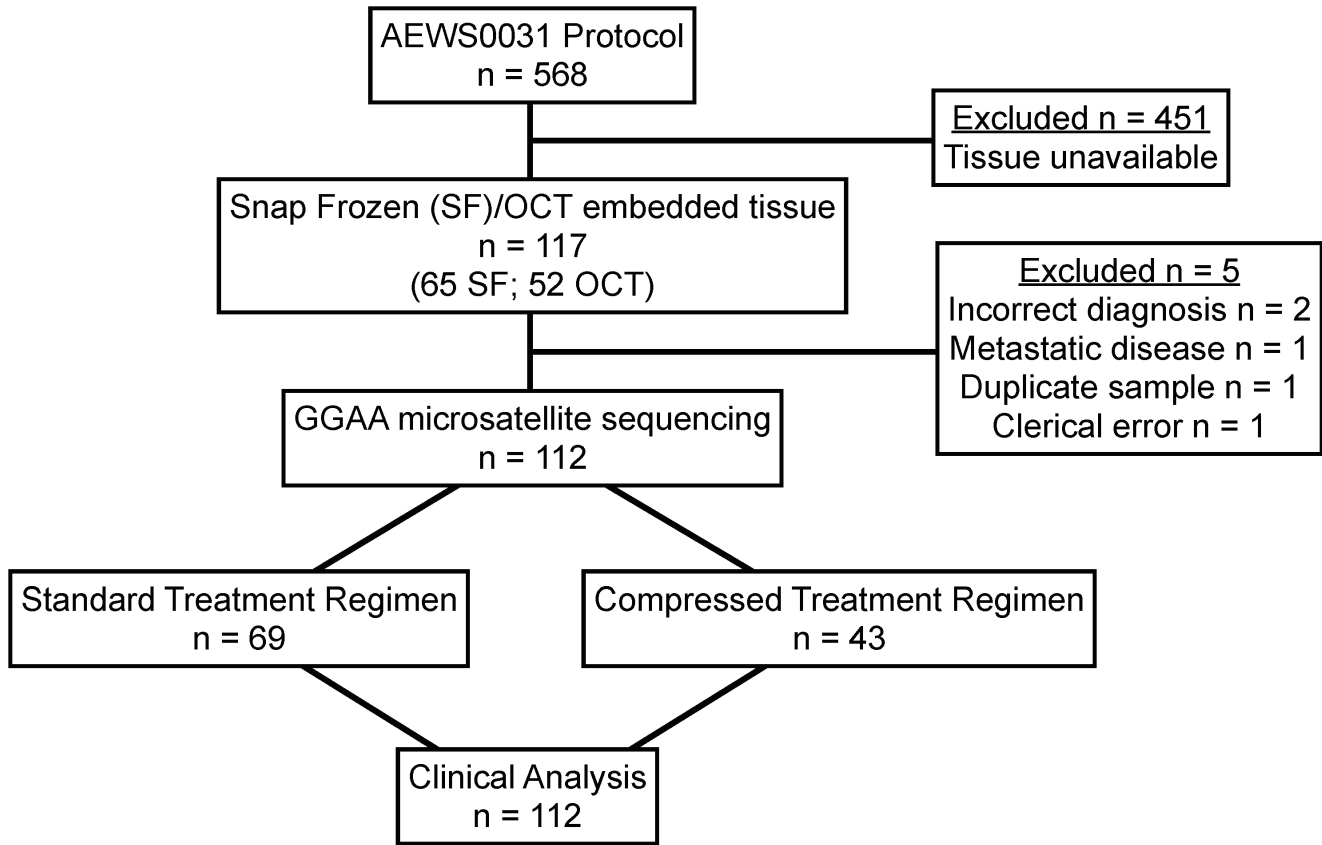 AEWS0031 Protocol
n = 568
Excluded n = 451
Tissue unavailable
Snap Frozen (SF)/OCT embedded tissue
n = 117
(65 SF; 52 OCT)
Excluded n = 5
Incorrect diagnosis n = 2
Metastatic disease n = 1
Duplicate sample n = 1
Clerical error n = 1
GGAA microsatellite sequencing
n = 112
Standard Treatment Regimen
n = 69
Compressed Treatment Regimen
n = 43
Clinical Analysis
n = 112